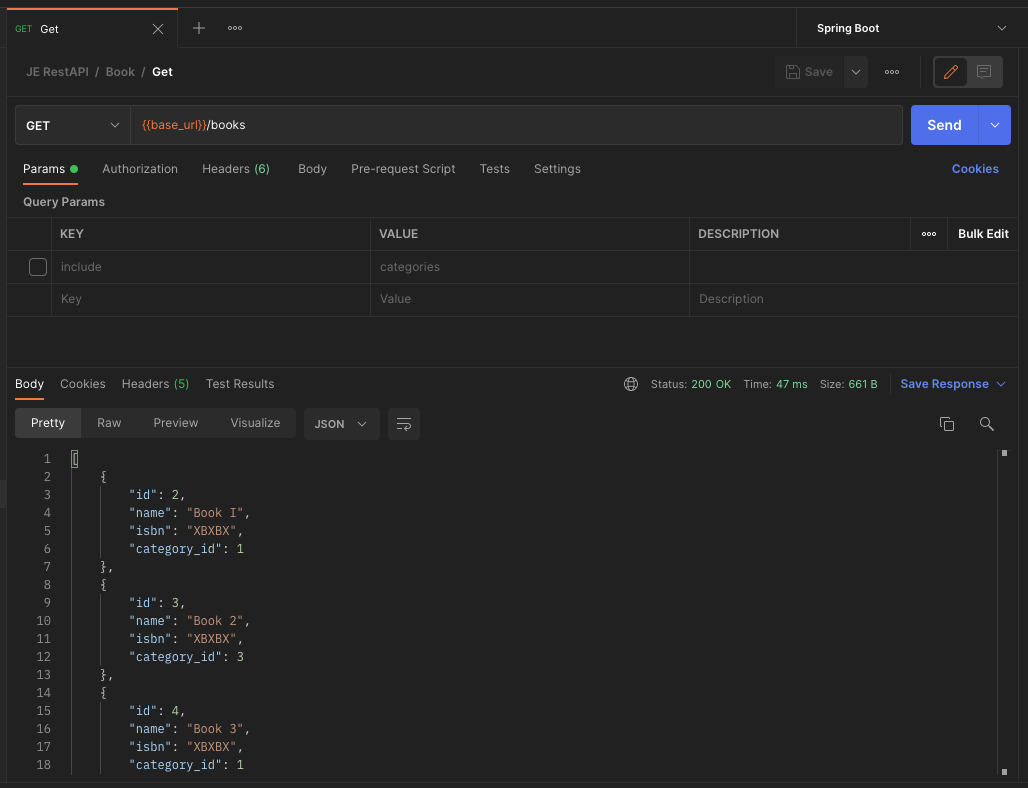 GET Get
Spring Boot
JE RestAPI / Book / Get
Save
GET
{{base_url}}/books
Send
Params Authorization Headers (6) Body Pre-request Script Tests Settings Cookies
Query Params
KEY VALUE DESCRIPTION Bulk Edit
include categories
Key Value Description
Body Cookies Headers (5) Test Results Status: 200 OK Time: 47 ms Size: 661 B Save Response
Pretty Raw Preview Visualize JSON
1 [
2 {
3 "id": 2,
4 "name": "Book I",
5 "isbn": "XBXBX",
6 "category_id": 1
7 },
8 {
9 "id": 3,
10 "name": "Book 2",
11 "isbn": "XBXBX",
12 "category_id": 3
13 },
14 {
15 "id": 4,
16 "name": "Book 3",
17 "isbn": "XBXBX",
18 "category_id": 1